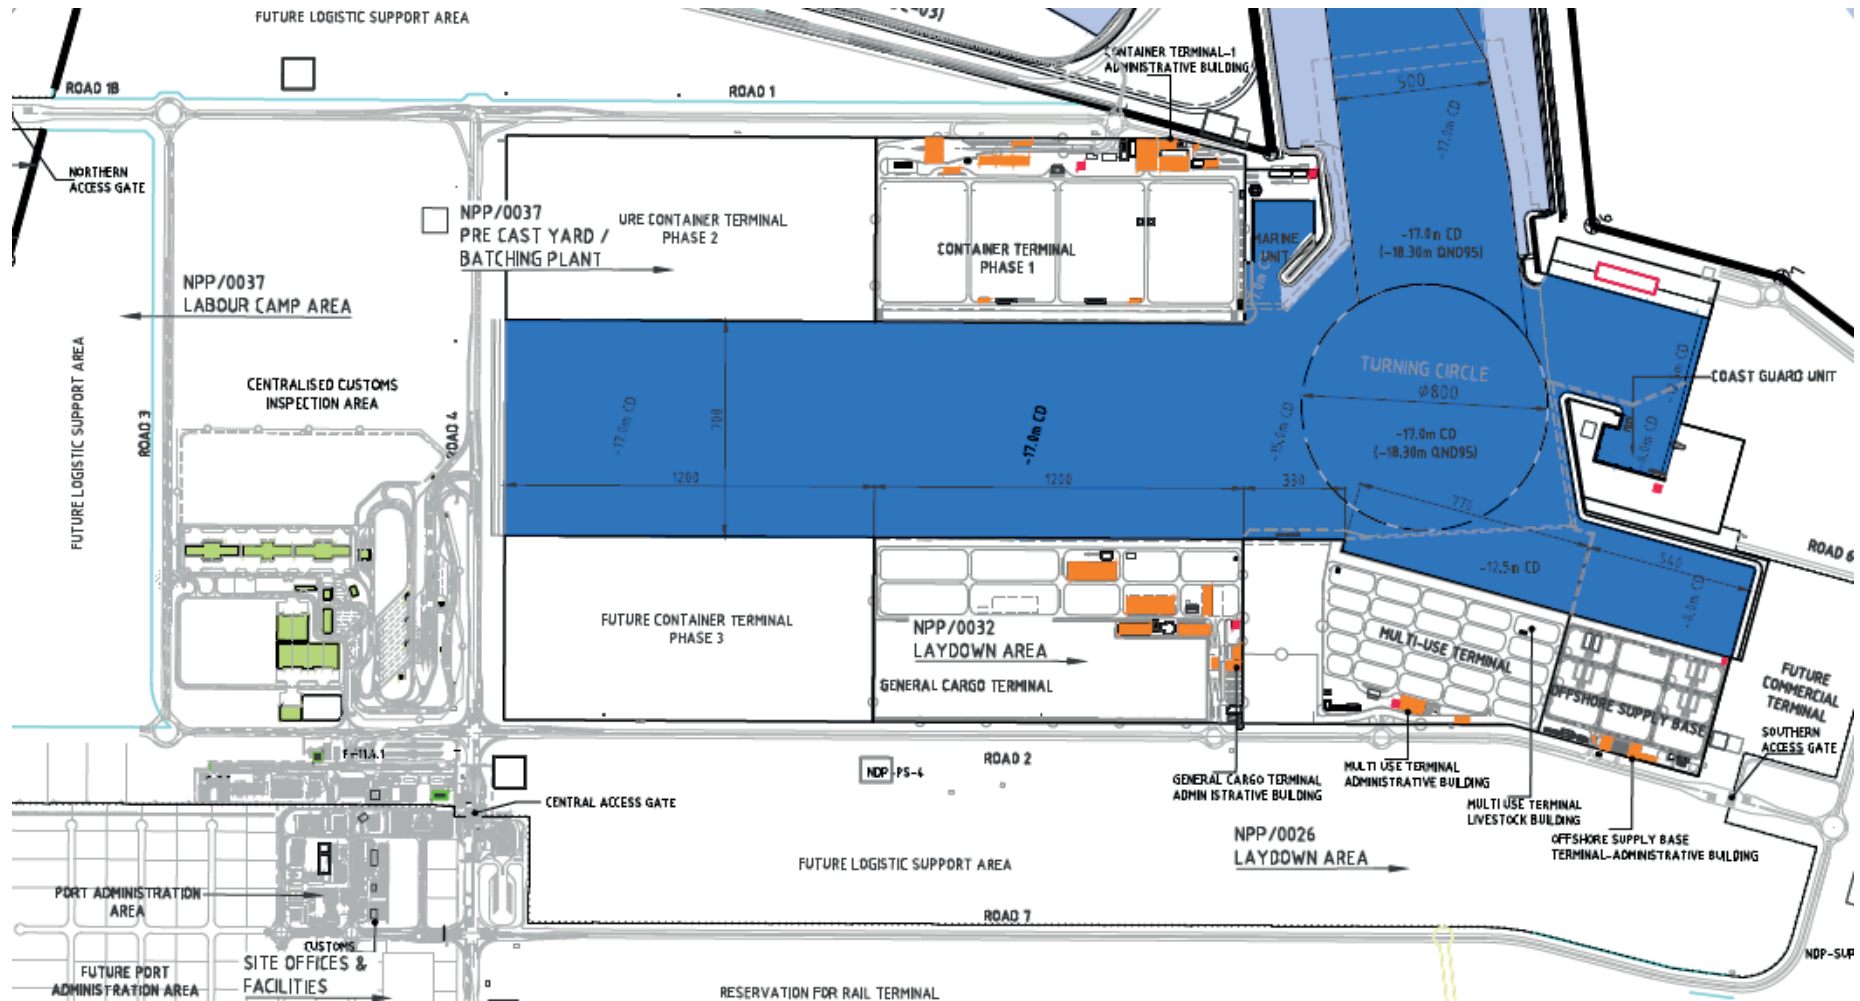 FUTURE LOGISTIC SUPPORT AREA
CONTAINER TERMINAL-1
ADMINISTRATIVE BUILDING
ROAD 1B
ROAD 1
500
-17.0m CD
NORTHERN
ACCESS GATE
NPP/0037
PRE CAST YARD /
BATCHING PLANT
URE CONTAINER TERMINAL
PHASE 2
CONTAINER TERMINAL
PHASE 1
MARINE
UNIT
-17.0m CD
(-18.30m QND95)
NPP/0037
LABOUR CAMP AREA
FUTURE LOGISTIC SUPPORT AREA
ROAD 3
CENTRALISED CUSTOMS
INSPECTION AREA
ROAD 4
-17.0m CD
700
-17.0m CD
TURNING CIRCLE
Φ800
-17.0m CD
(-18.30m QND95)
COAST GUARD UNIT
1200
1200
330
770
540
-12.5m CD
ROAD 6
FUTURE CONTAINER TERMINAL
PHASE 3
NPP/0032
LAYDOWN AREA
GENERAL CARGO TERMINAL
MULTI-USE TERMINAL
OFFSHORE SUPPLY BASE
FUTURE
COMMERCIAL
TERMINAL
SOUTHERN
ACCESS GATE
ROAD 2
NDP-PS-4
CENTRAL ACCESS GATE
GENERAL CARGO TERMINAL
ADMINISTRATIVE BUILDING
MULTI USE TERMINAL
ADMINISTRATIVE BUILDING
MULTI USE TERMINAL
LIVESTOCK BUILDING
OFFSHORE SUPPLY BASE
TERMINAL-ADMINISTRATIVE BUILDING
NPP/0026
LAYDOWN AREA
FUTURE LOGISTIC SUPPORT AREA
PORT ADMINISTRATION
AREA
ROAD 7
CUSTOMS
SITE OFFICES &
FACILITIES
FUTURE PORT
ADMINISTRATION AREA
RESERVATION FOR RAIL TERMINAL
NDP-SUP